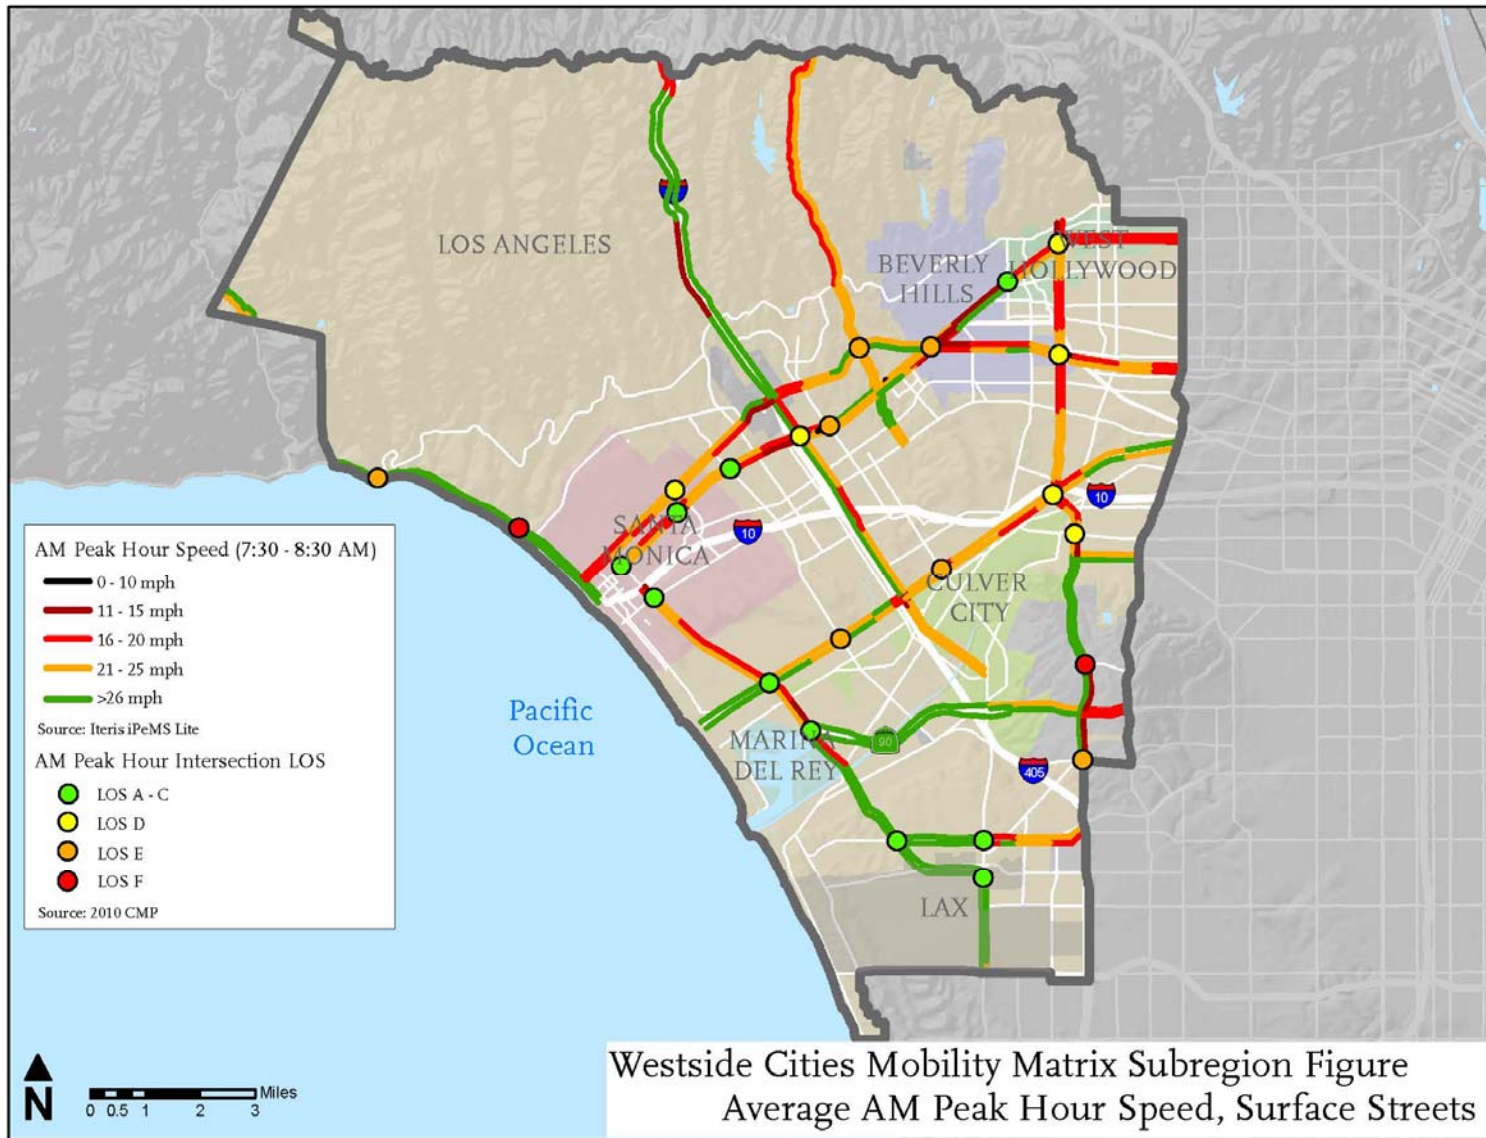 LOS ANGELES
BEVERLY
HILLS
WEST
HOLLYWOOD
10
SANTA
MONICA
10
CULVER
CITY
AM Peak Hour Speed (7:30 - 8:30 AM)
0 - 10 mph
11 - 15 mph
16 - 20 mph
21 - 25 mph
>26 mph
Source: Iteris iPeMS Lite
AM Peak Hour Intersection LOS
LOS A - C
LOS D
LOS E
LOS F
Source: 2010 CMP
Pacific
Ocean
MARINA
DEL REY
90
405
LAX
N
0 0.5 1 2 3 Miles
Westside Cities Mobility Matrix Subregion Figure
Average AM Peak Hour Speed, Surface Streets